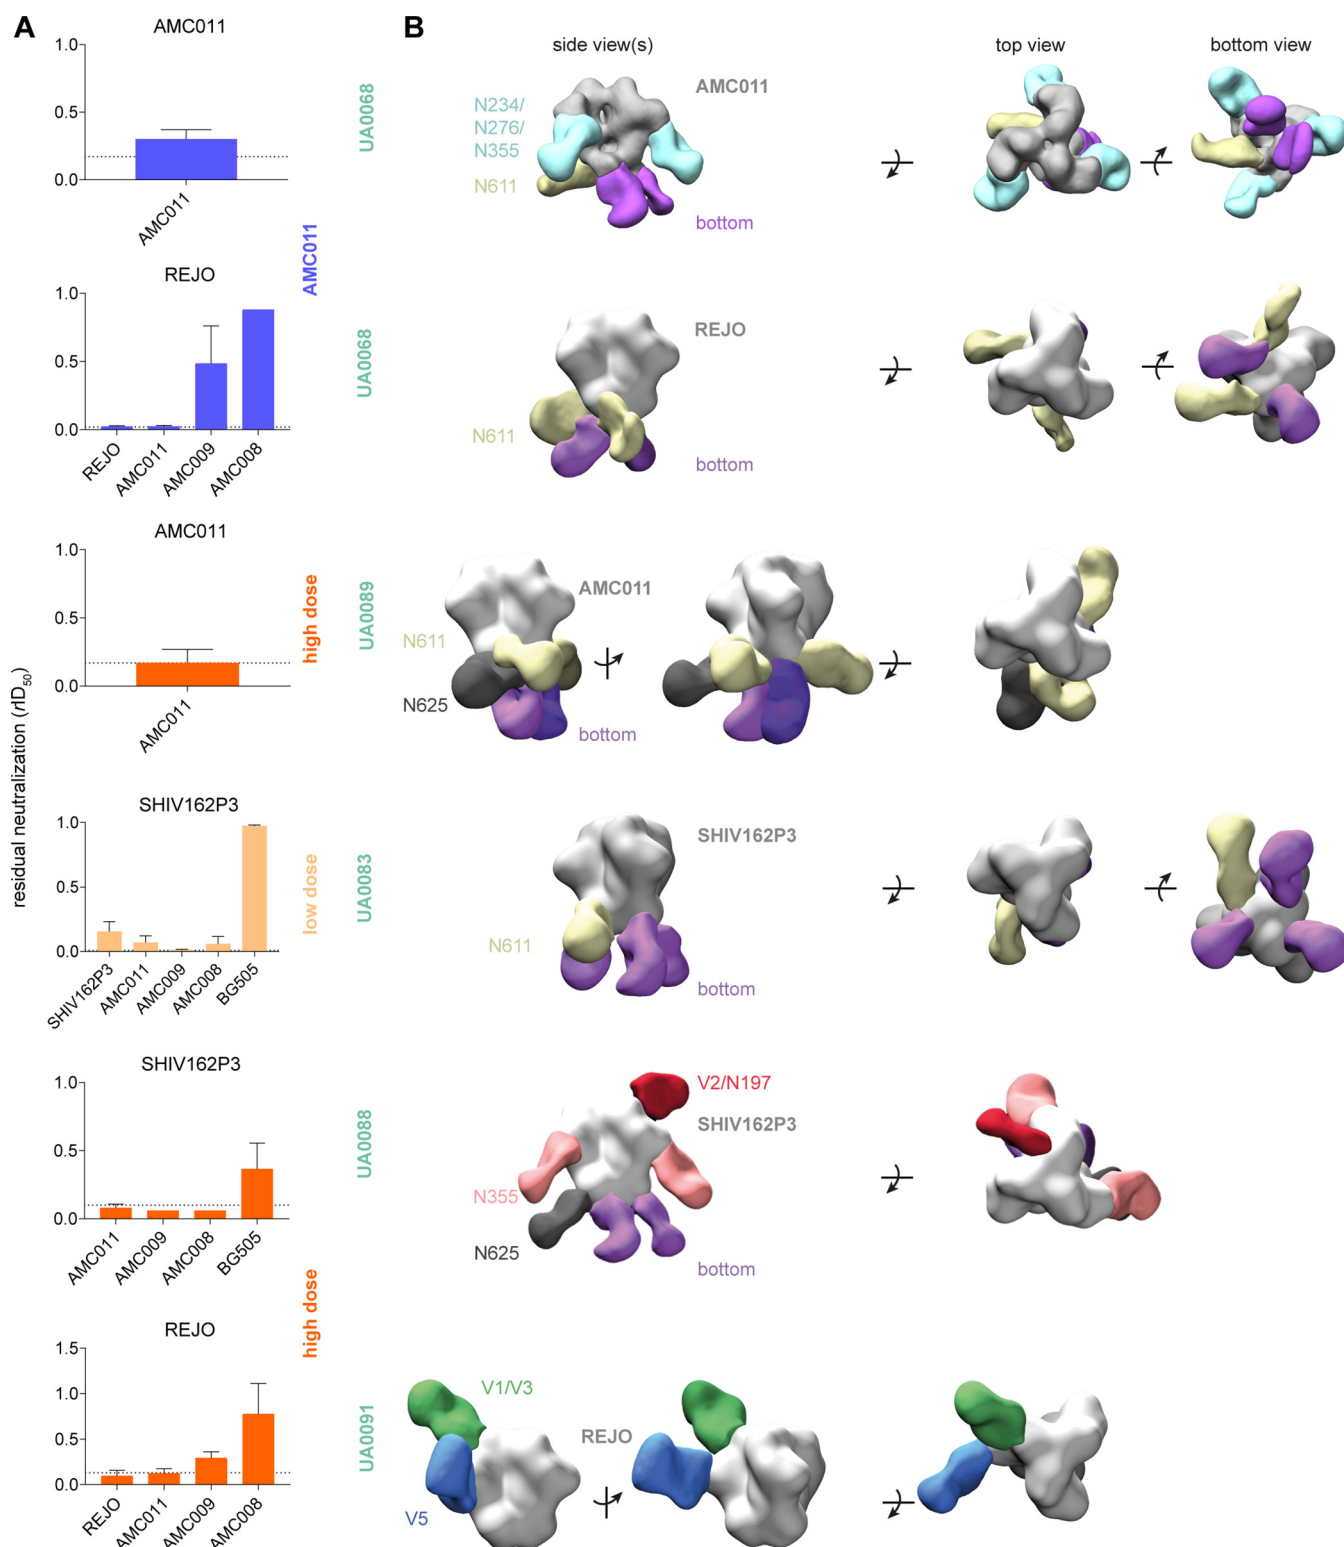 A
B
side view(s)
top view
bottom view
residual neutralization (rID50)
AMC011
1.0
0.5
0.0
AMC011
AMC011
UA0068
AMC011
N234/
N276/
N355
N611
bottom
REJO
1.0
0.5
0.0
REJO
AMC011
AMC009
AMC008
UA0068
REJO
N611
bottom
AMC011
1.0
0.5
0.0
AMC011
high dose
UA0089
AMC011
N611
N625
bottom
SHIV162P3
1.0
0.5
0.0
SHIV162P3
AMC011
AMC009
AMC008
BG505
low dose
UA0083
SHIV162P3
N611
bottom
SHIV162P3
1.0
0.5
0.0
AMC011
AMC009
AMC008
BG505
high dose
UA0088
V2/N197
SHIV162P3
N355
N625
bottom
REJO
1.5
1.0
0.5
0.0
REJO
AMC011
AMC009
AMC008
UA0091
V1/V3
REJO
V5